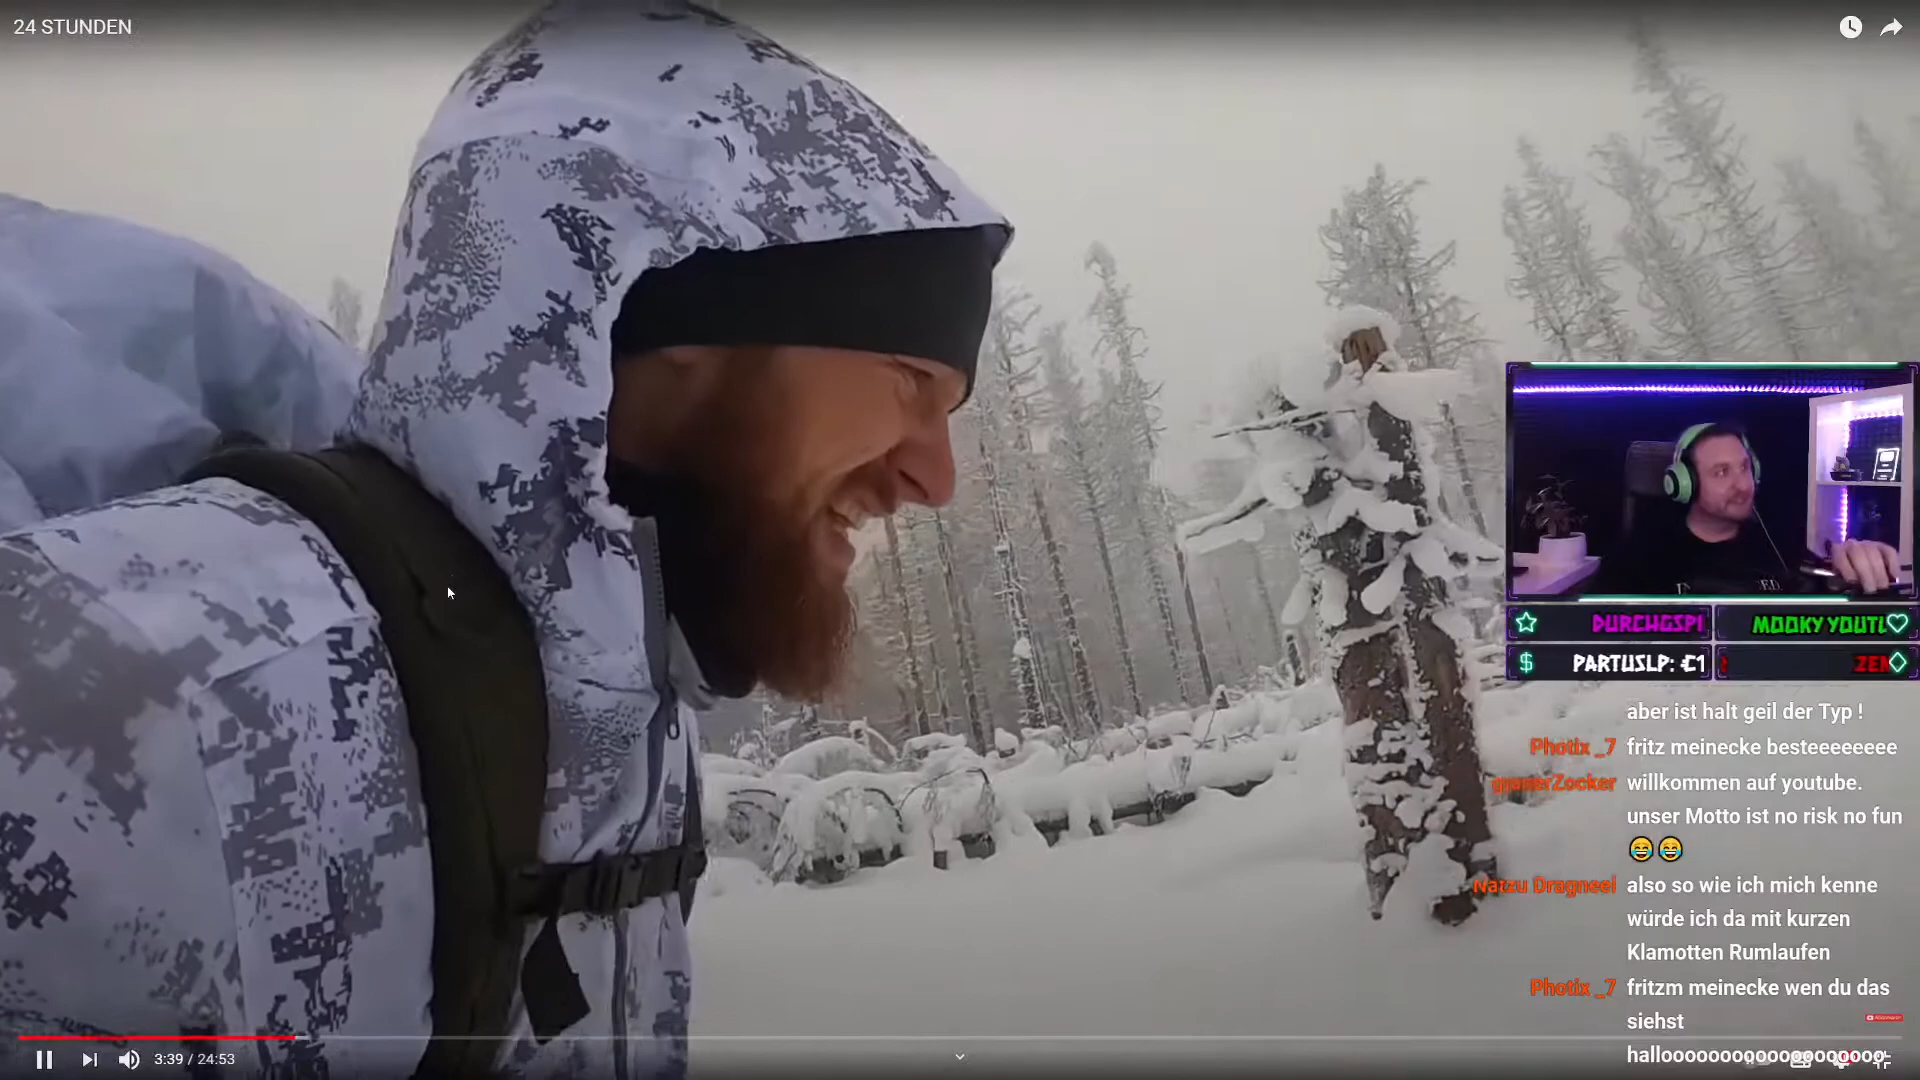 24 STUNDEN
DURCHGSPI
MOOKY YOUTU
PARTUSLP: €1
ZER
aber ist halt geil der Typ !
Photix _7 fritz meinecke besteeeeeeee
willkommen auf youtube.
unser Motto ist no risk no fun
😂😂
Natzu Dragneel also so wie ich mich kenne
würde ich da mit kurzen
Klamotten Rumlaufen
Photix _7 fritzm meinecke wen du das
siehst
hallooooooooooooooooooo
3:39 / 24:53